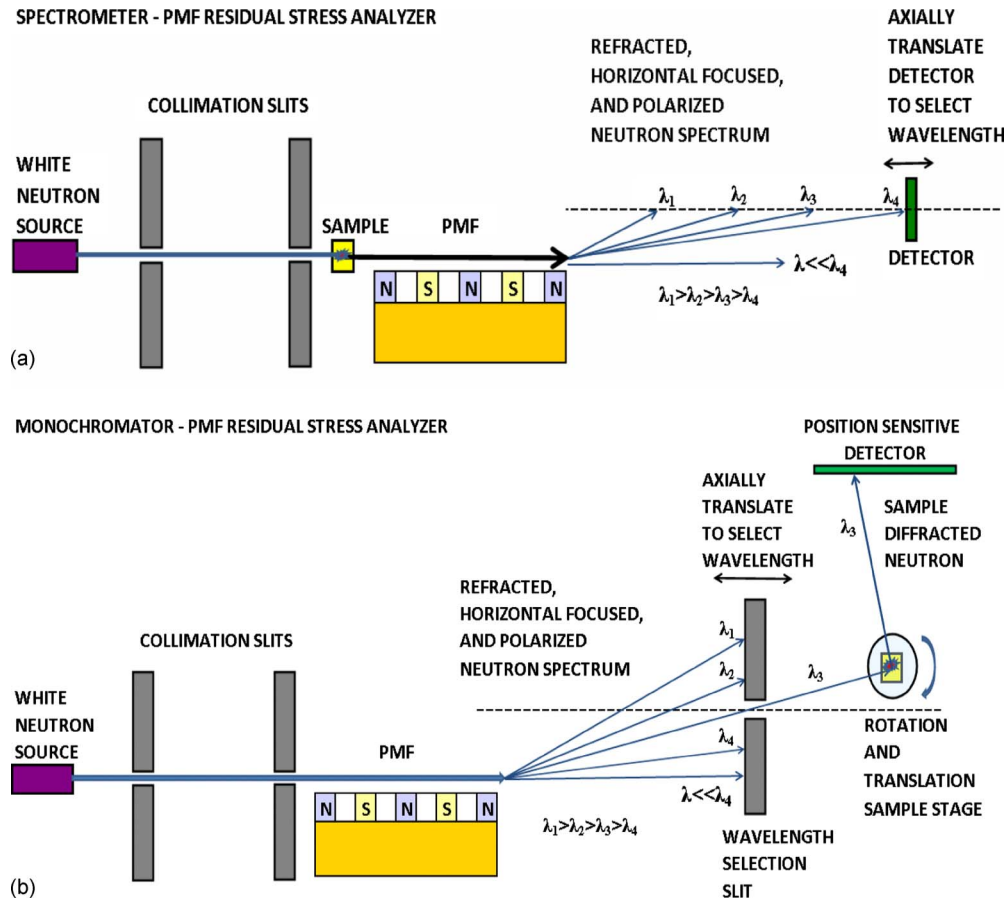 SPECTROMETER - PMF RESIDUAL STRESS ANALYZER
COLLIMATION SLITS
WHITE
NEUTRON
SOURCE
SAMPLE
PMF
N S N S N
REFRACTED,
HORIZONTAL FOCUSED,
AND POLARIZED
NEUTRON SPECTRUM
AXIALLY
TRANSLATE
DETECTOR
TO SELECT
WAVELENGTH
λ₁ λ₂ λ₃ λ₄
DETECTOR
λ<<λ₄
λ₁>λ₂>λ₃>λ₄
(a)
MONOCHROMATOR - PMF RESIDUAL STRESS ANALYZER
COLLIMATION SLITS
WHITE
NEUTRON
SOURCE
PMF
N S N S N
REFRACTED,
HORIZONTAL FOCUSED,
AND POLARIZED
NEUTRON SPECTRUM
AXIALLY
TRANSLATE
TO SELECT
WAVELENGTH
POSITION SENSITIVE
DETECTOR
λ₃
SAMPLE
DIFFRACTED
NEUTRON
λ₁
λ₂
λ₃
λ₄
λ<<λ₄
λ₁>λ₂>λ₃>λ₄
WAVELENGTH
SELECTION
SLIT
ROTATION
AND
TRANSLATION
SAMPLE STAGE
(b)